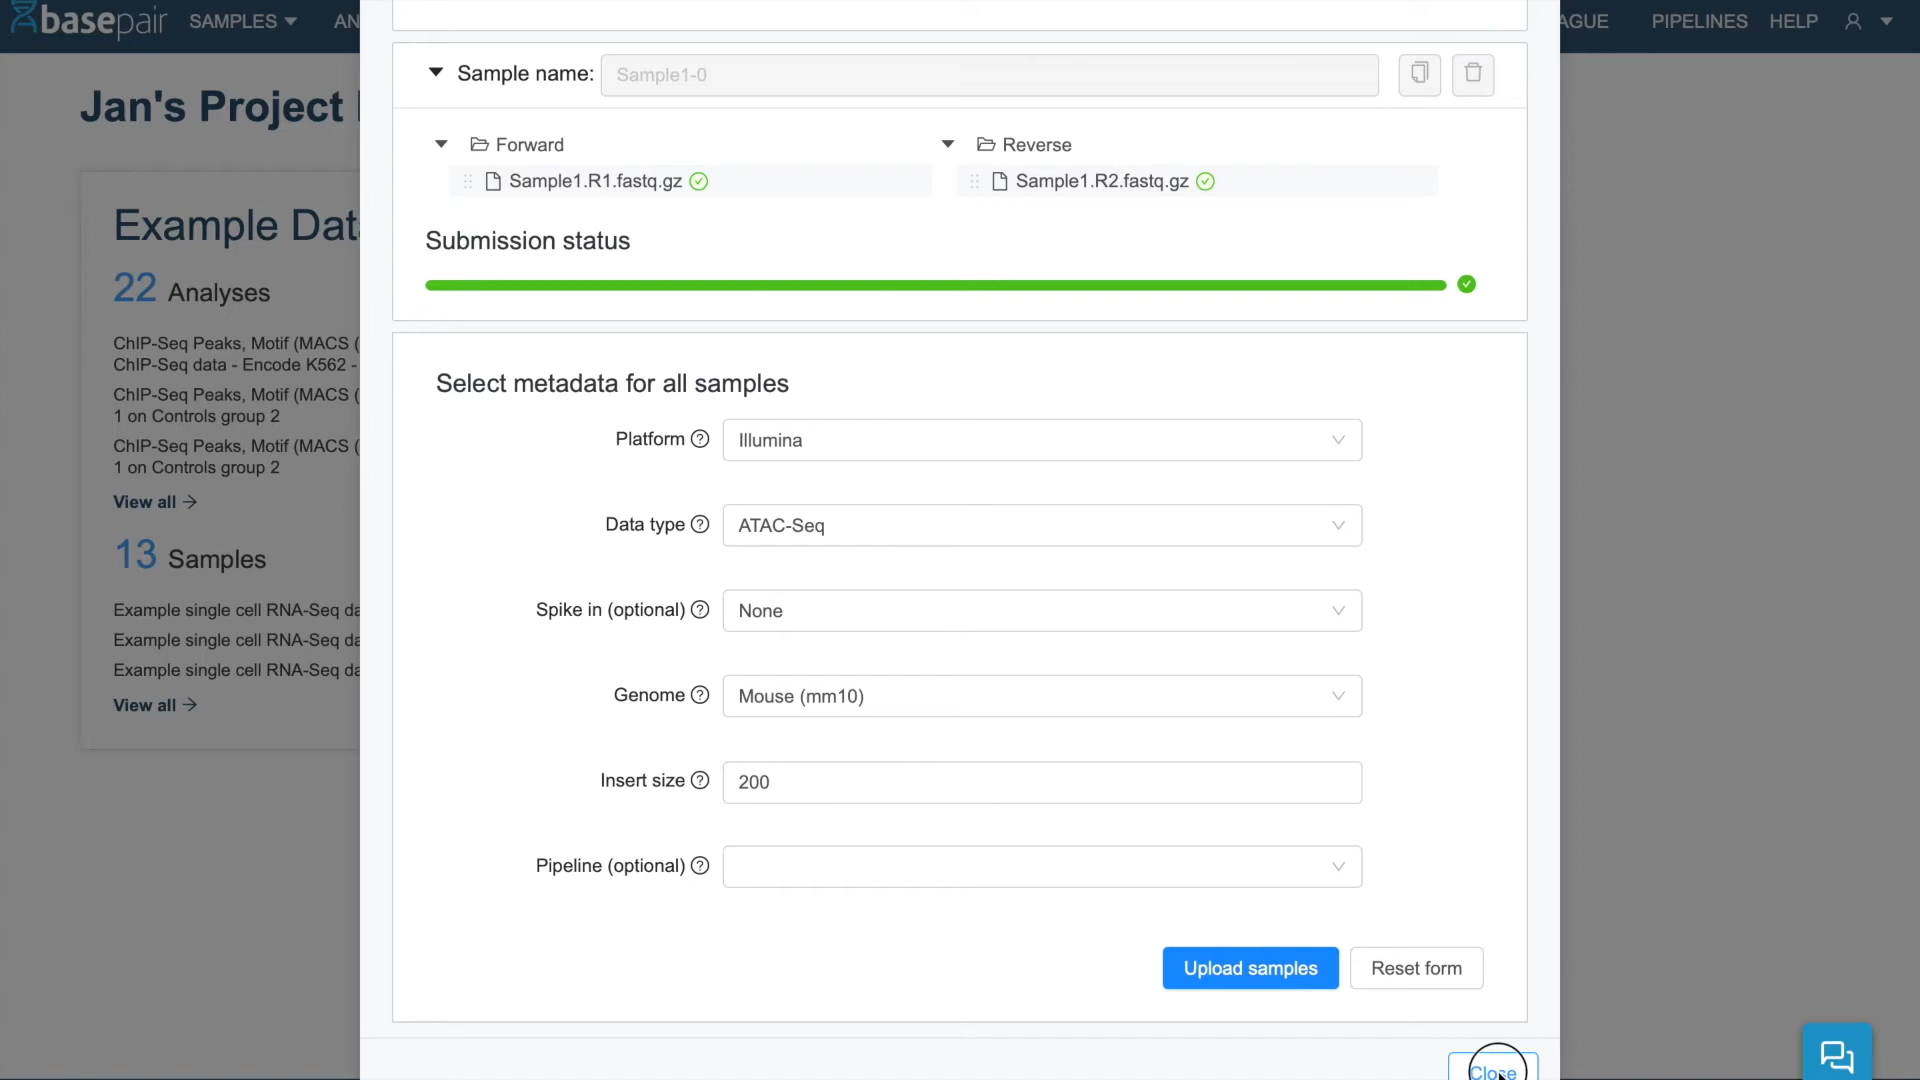 basepair SAMPLES AN AGUE PIPELINES HELP
Jan's Project
Example Dat
22 Analyses
ChIP-Seq Peaks, Motif (MACS (
ChIP-Seq data - Encode K562 -
ChIP-Seq Peaks, Motif (MACS (
1 on Controls group 2
ChIP-Seq Peaks, Motif (MACS (
1 on Controls group 2
View all →
13 Samples
Example single cell RNA-Seq da
Example single cell RNA-Seq da
Example single cell RNA-Seq da
View all →
Sample name: Sample1-0
Forward
Sample1.R1.fastq.gz
Reverse
Sample1.R2.fastq.gz
Submission status
Select metadata for all samples
Platform Illumina
Data type ATAC-Seq
Spike in (optional) None
Genome Mouse (mm10)
Insert size 200
Pipeline (optional)
Upload samples Reset form
Close